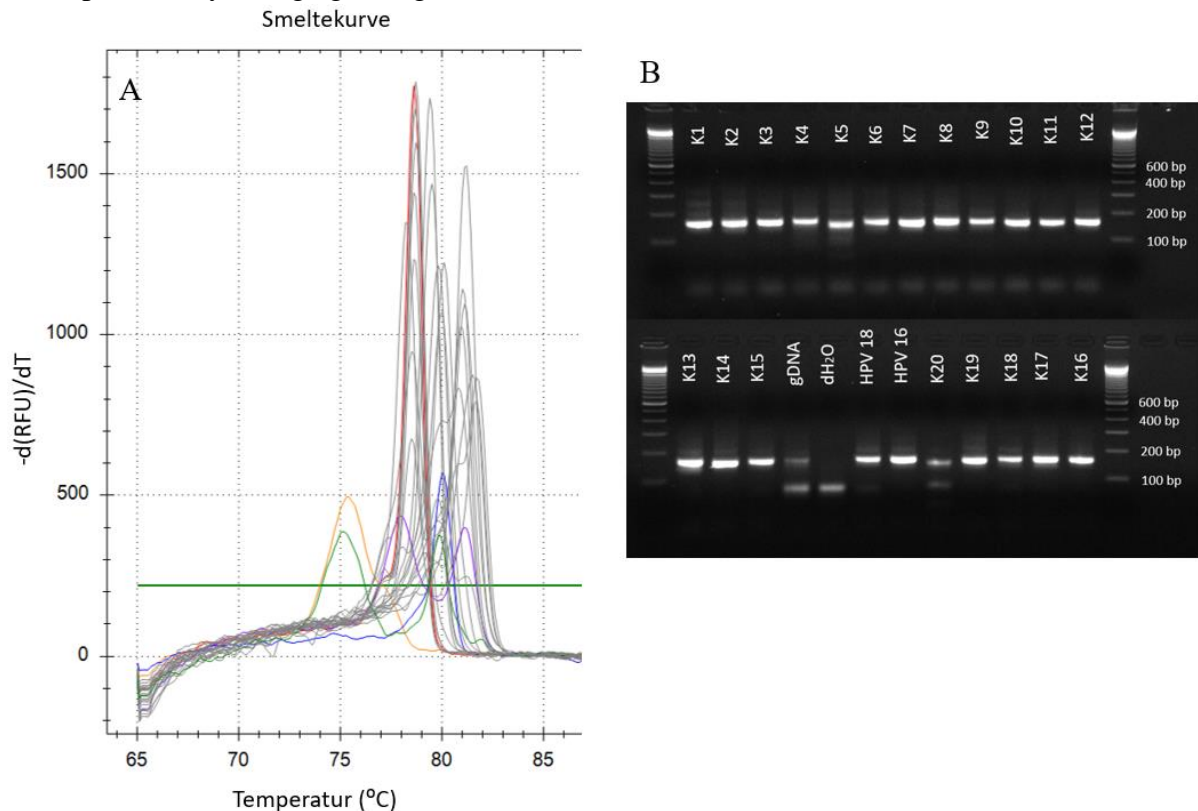 Smeltekurve
A
1500
1000
500
0
-d(RFU)/dT
65 70 75 80 85
Temperatur (⁰C)
B
K1 K2 K3 K4 K5 K6 K7 K8 K9 K10 K11 K12
600 bp
400 bp
200 bp
100 bp
K13 K14 K15 gDNA dH₂O HPV 18 HPV 16 K20 K19 K18 K17 K16
600 bp
400 bp
200 bp
100 bp